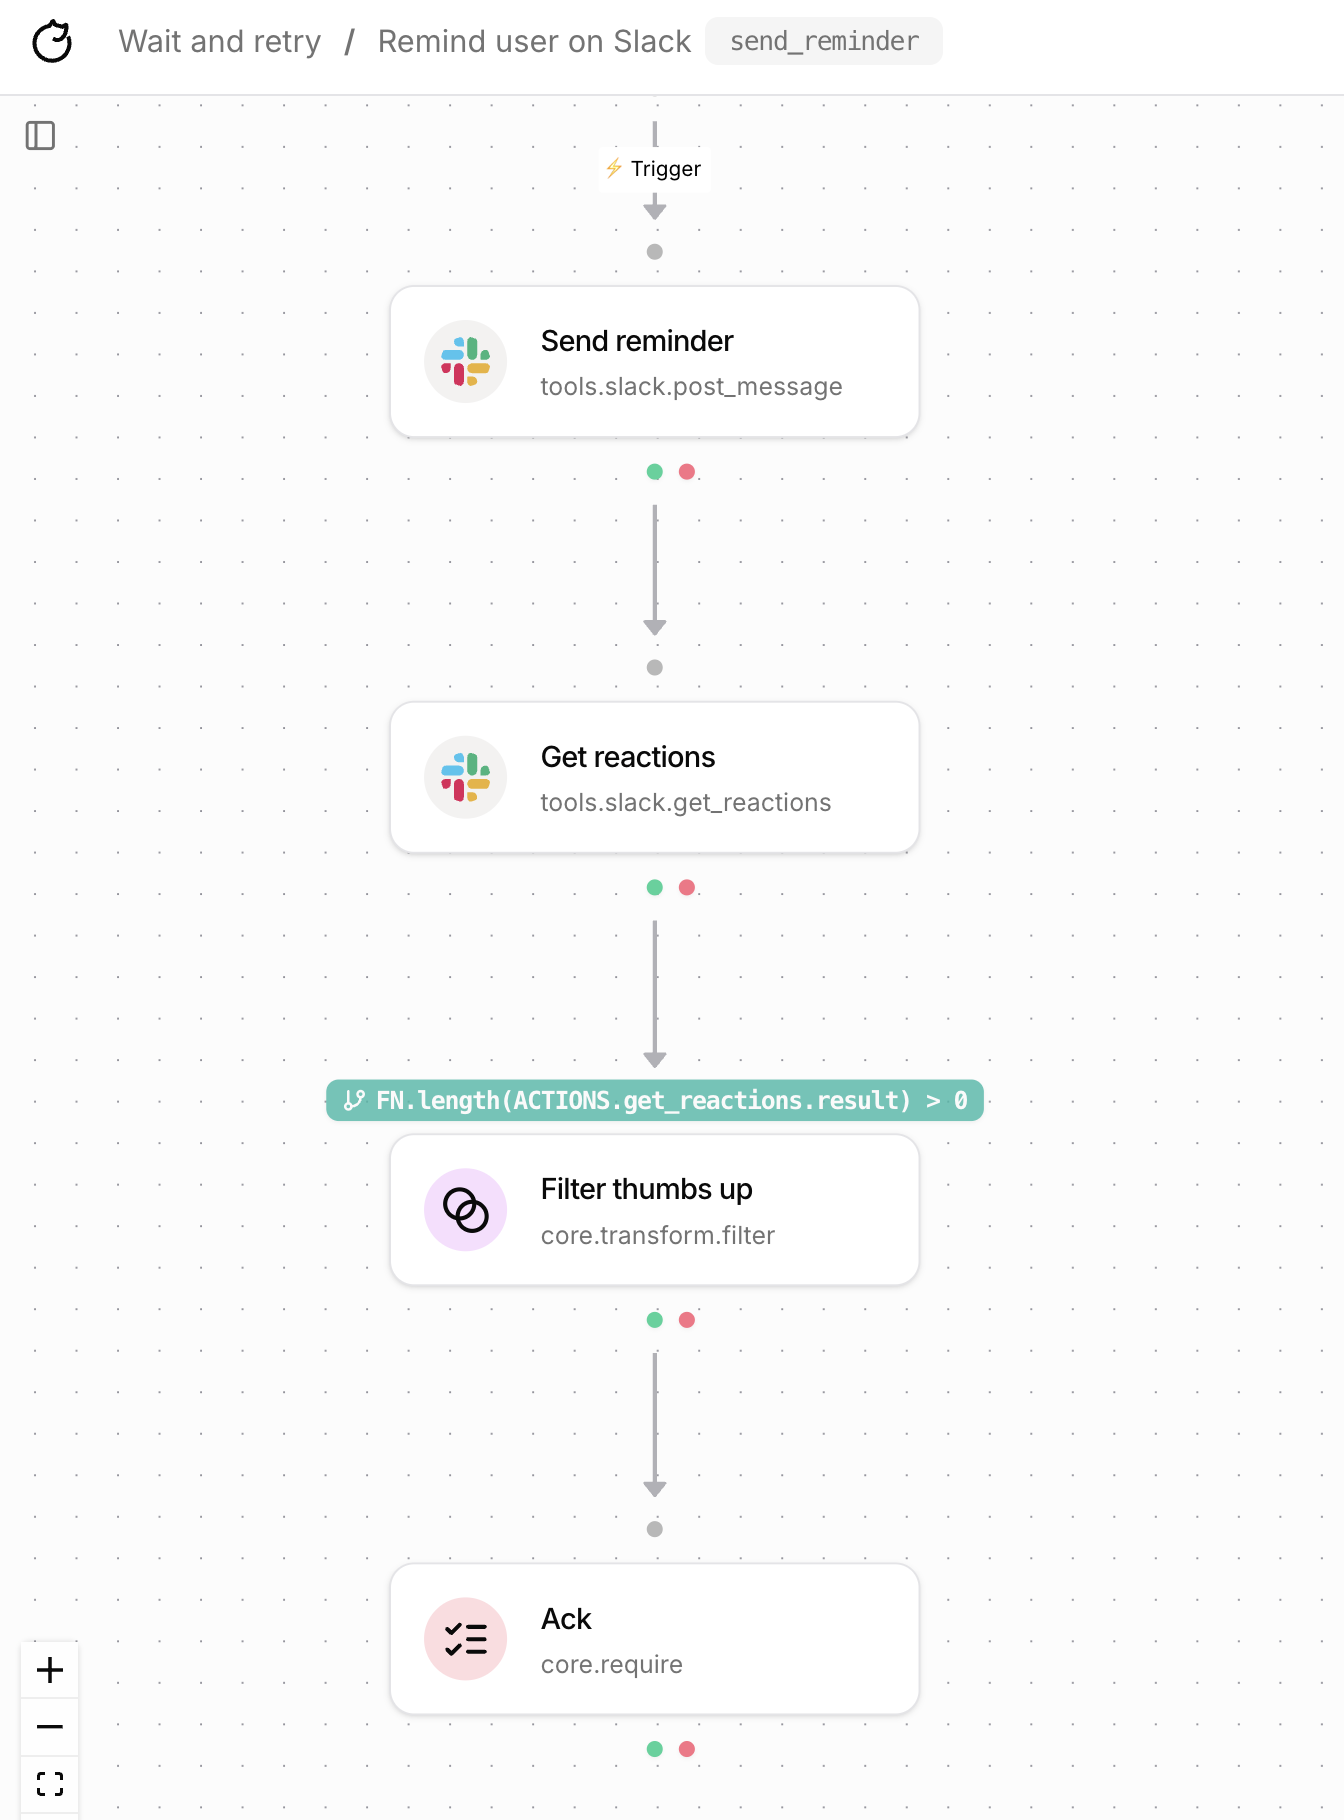 Wait and retry / Remind user on Slack send_reminder
⚡ Trigger
Send reminder
tools.slack.post_message
Get reactions
tools.slack.get_reactions
FN.length(ACTIONS.get_reactions.result) > 0
Filter thumbs up
core.transform.filter
Ack
core.require